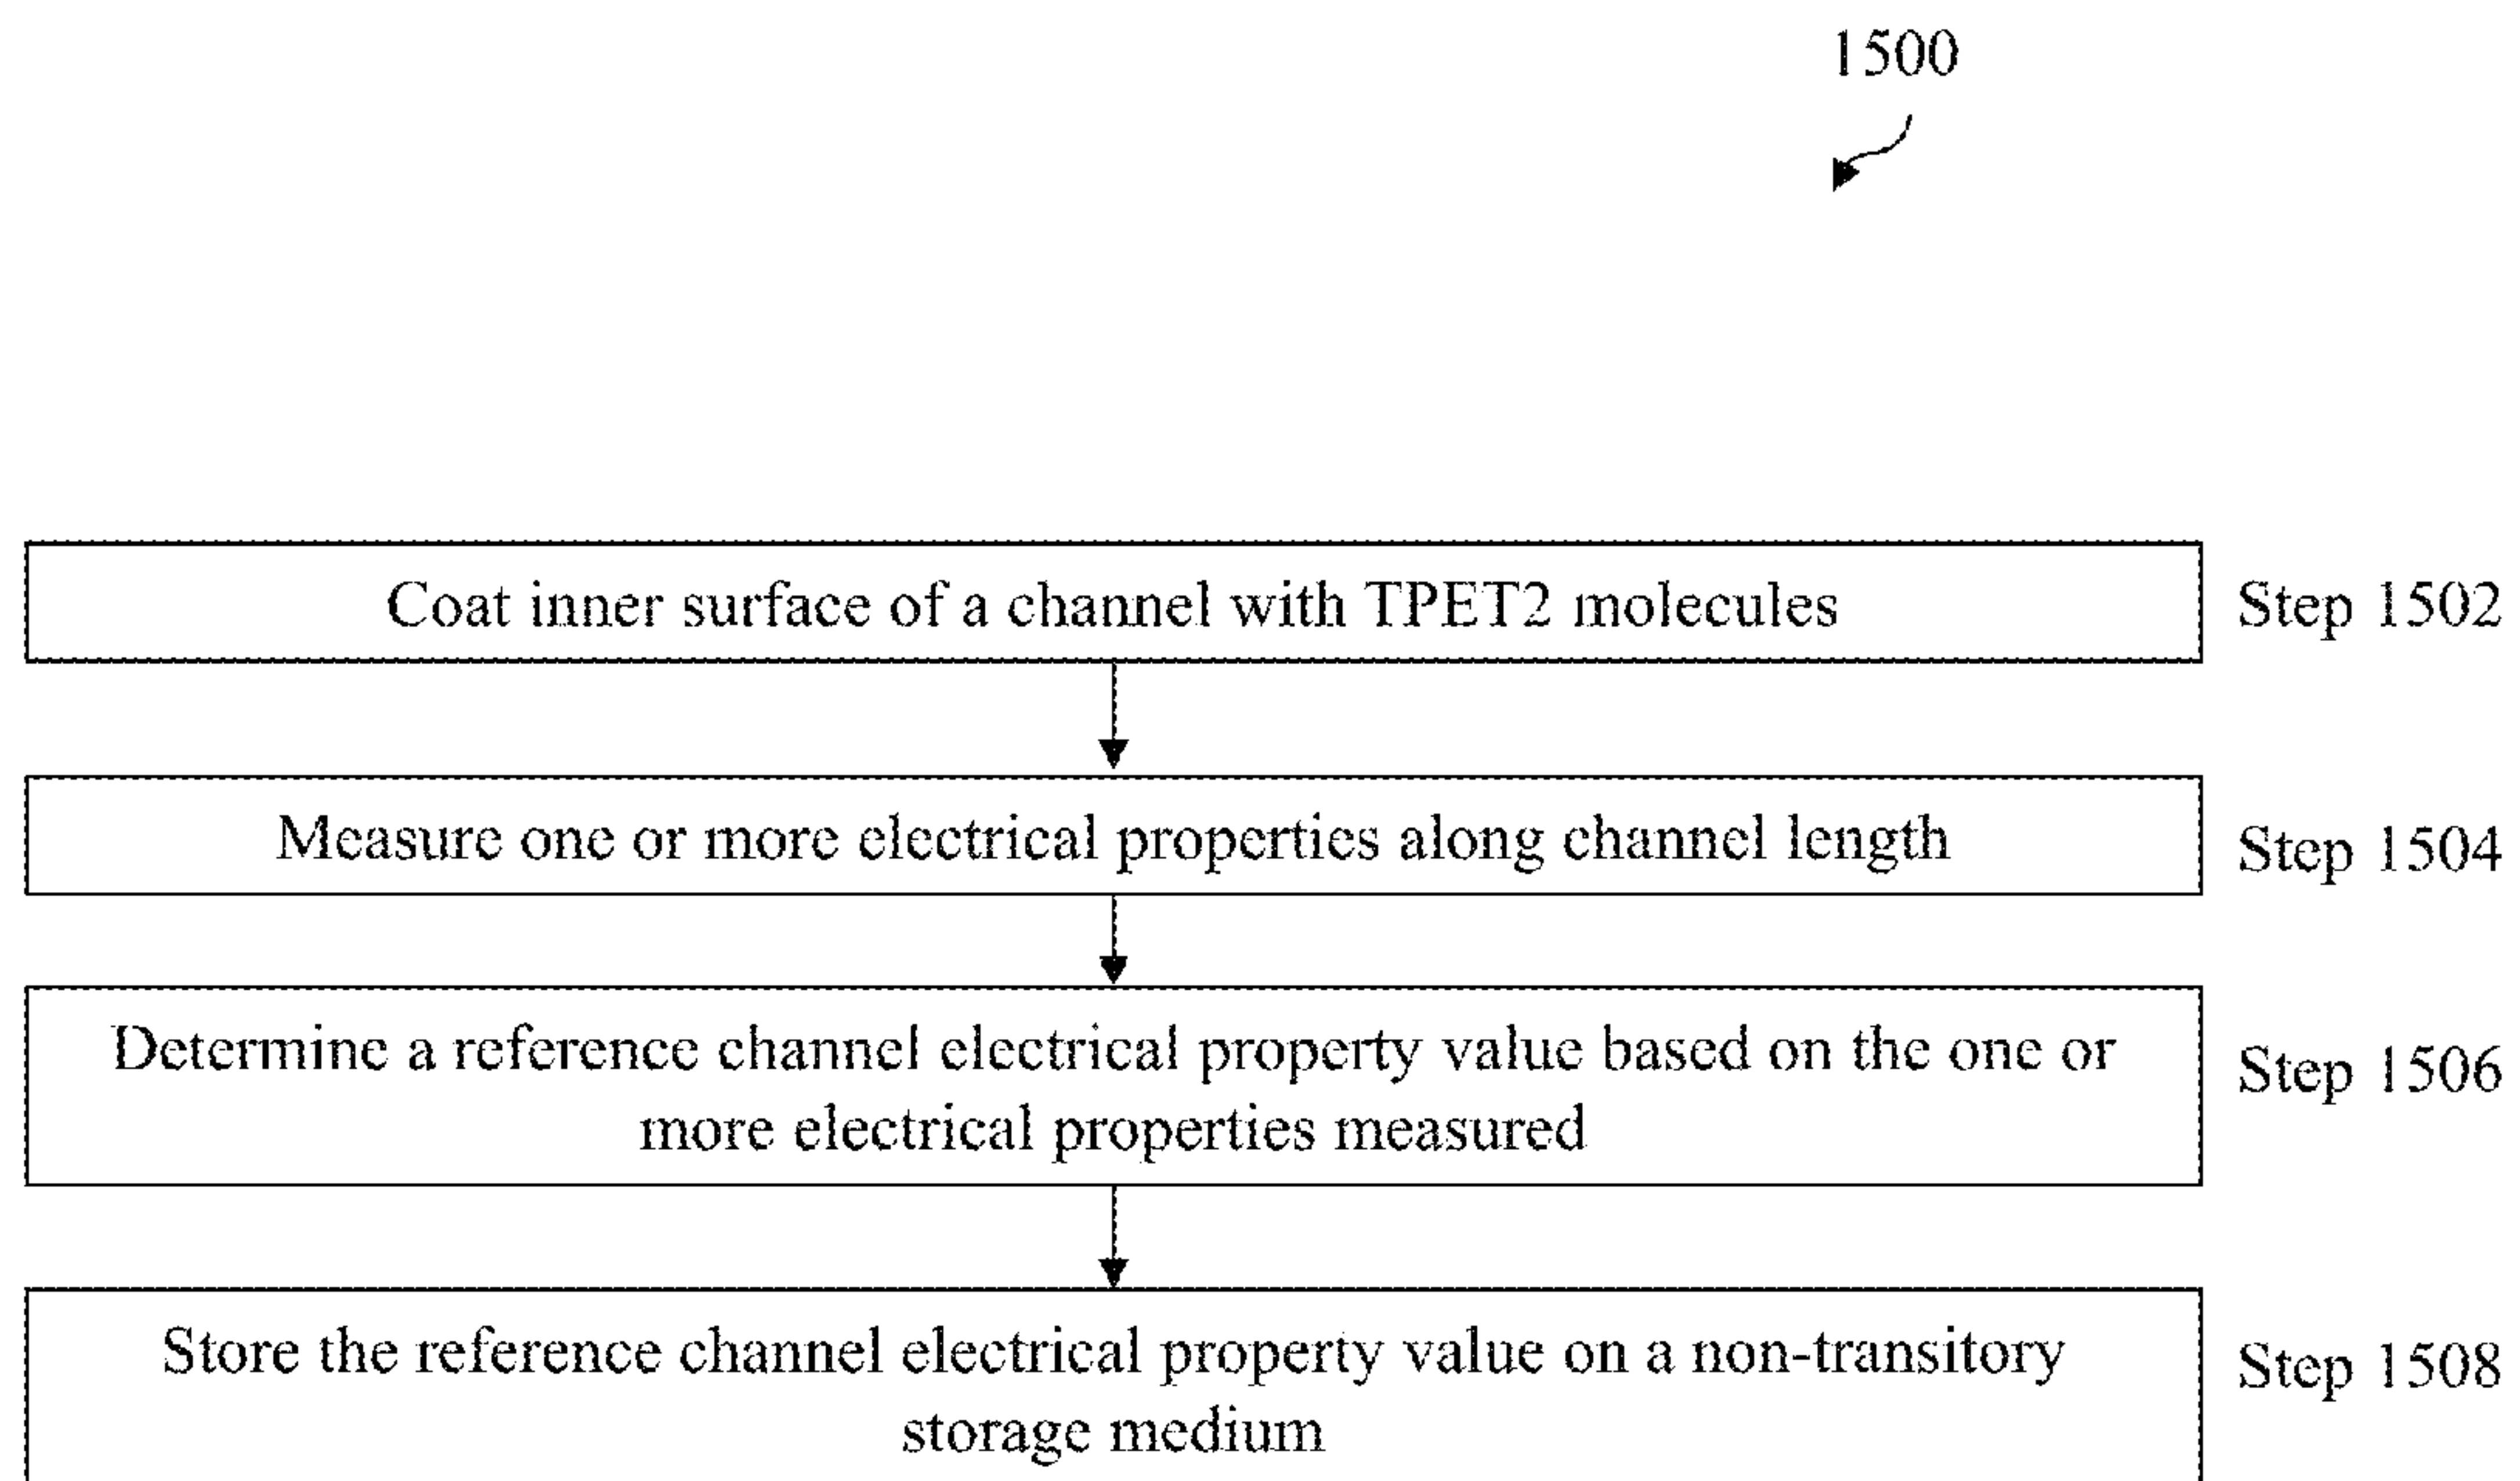 1500
Coat inner surface of a channel with TPET2 molecules
Step 1502
Measure one or more electrical properties along channel length
Step 1504
Determine a reference channel electrical property value based on the one or
more electrical properties measured
Step 1506
Store the reference channel electrical property value on a non-transitory
storage medium
Step 1508